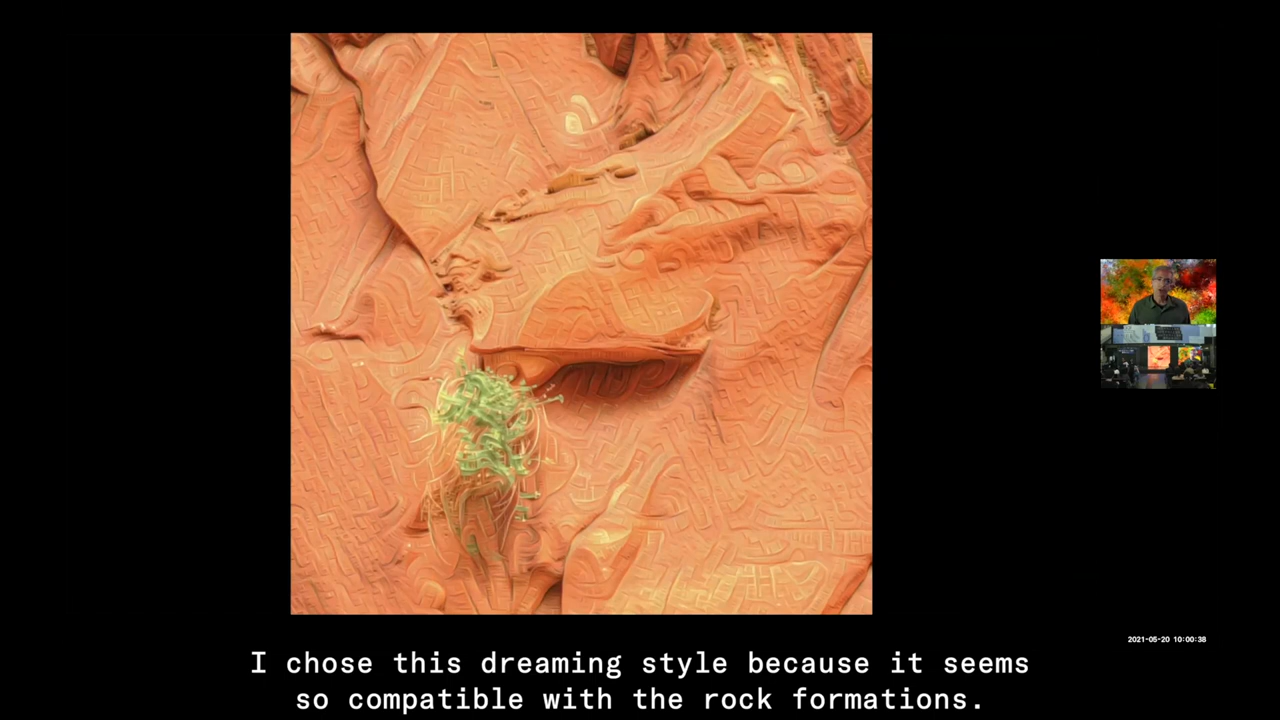 2021-05-20 10:00:38
I chose this dreaming style because it seems
so compatible with the rock formations.